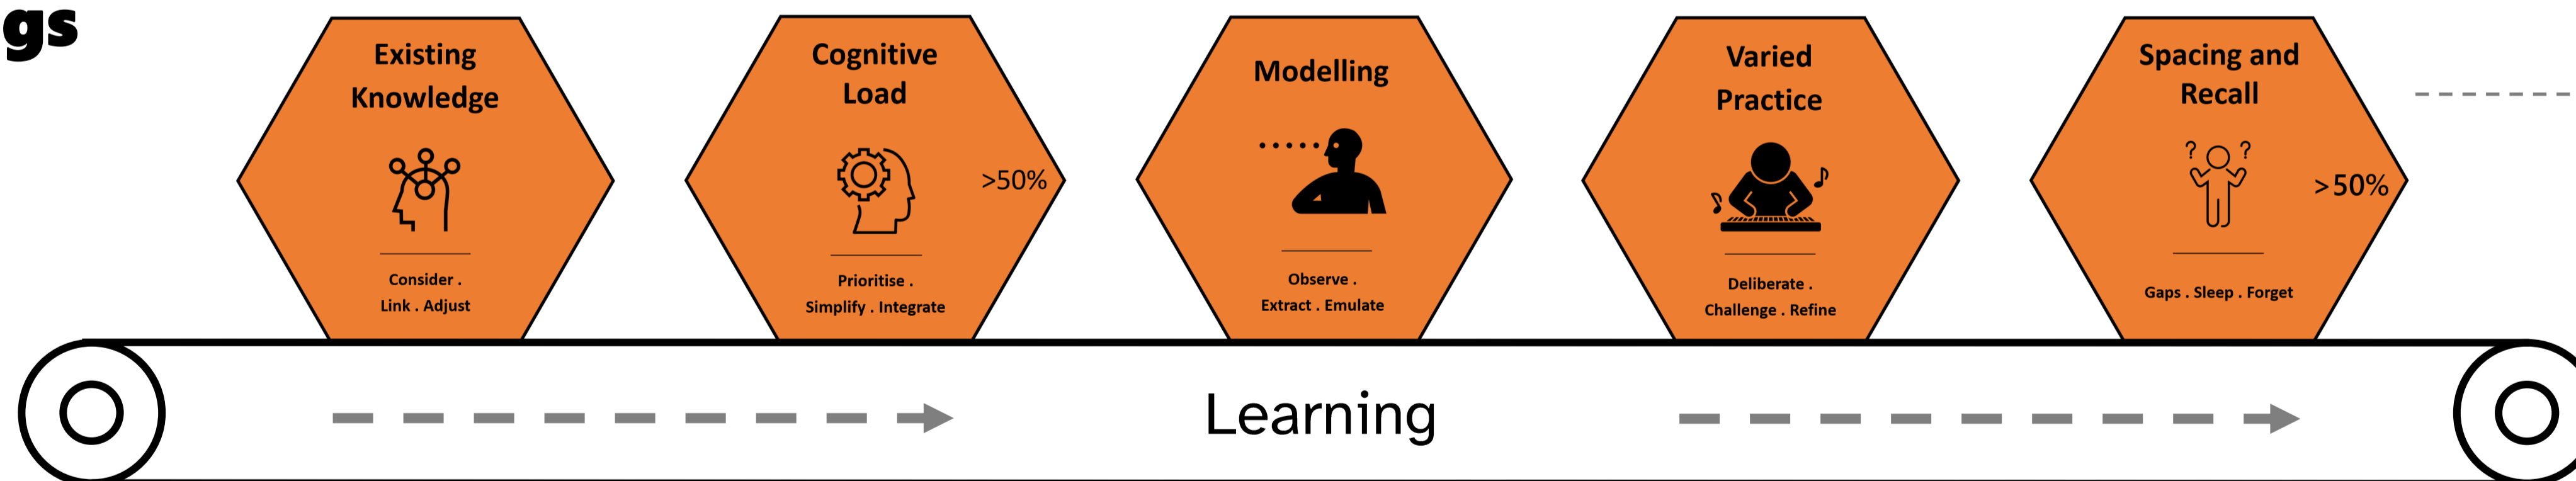 gs
Existing
Knowledge
Consider .
Link . Adjust
Cognitive
Load
>50%
Prioritise .
Simplify . Integrate
Modelling
Observe .
Extract . Emulate
Varied
Practice
Deliberate .
Challenge . Refine
Spacing and
Recall
? ?
>50%
Gaps . Sleep . Forget
Learning